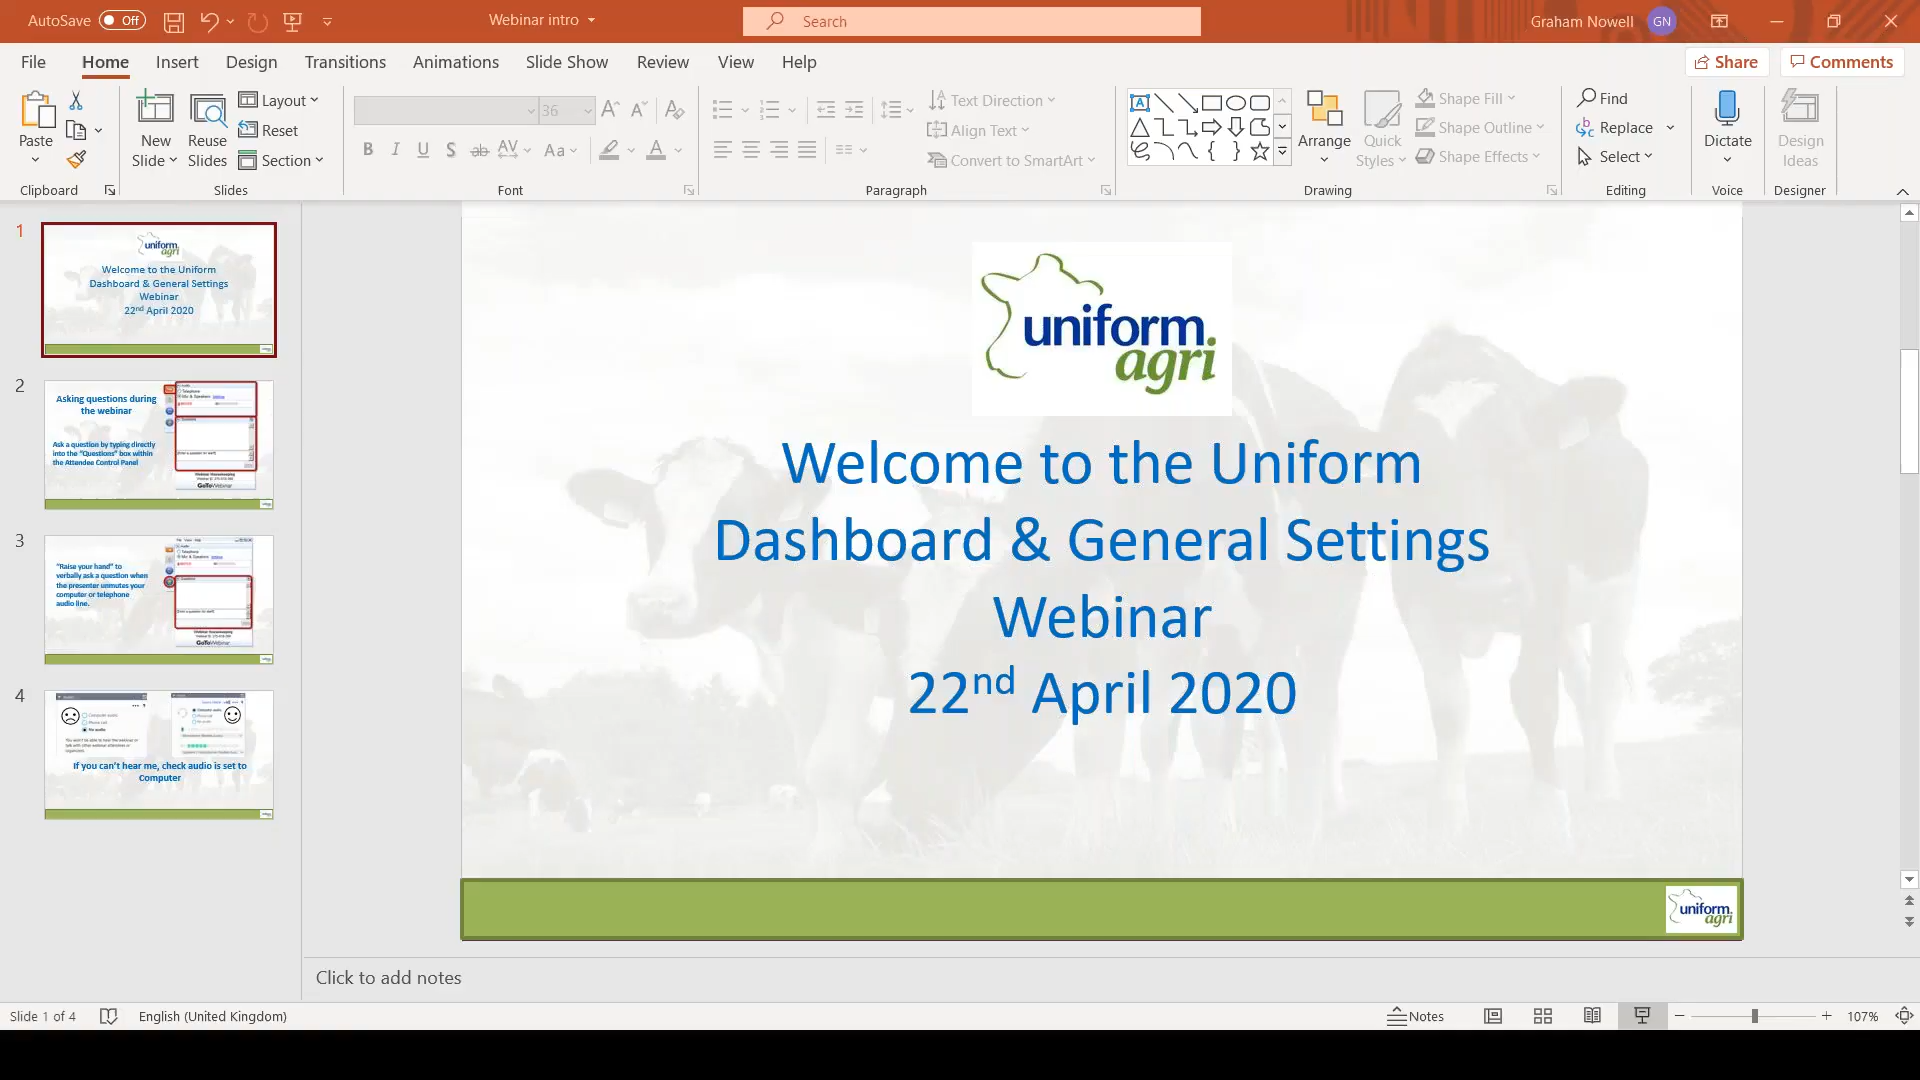 AutoSave Off
Webinar intro
Search
Graham Nowell GN
File Home Insert Design Transitions Animations Slide Show Review View Help
Share Comments
Paste
Clipboard
New Slide
Reuse Slides
Layout
Reset
Section
Slides
36
B I U S ab AV Aa A
Font
Text Direction
Align Text
Convert to SmartArt
Paragraph
Arrange
Quick Styles
Shape Fill
Shape Outline
Shape Effects
Drawing
Find
Replace
Select
Editing
Dictate
Voice
Design Ideas
Designer
1
uniform.
agri
Welcome to the Uniform
Dashboard & General Settings
Webinar
22nd April 2020
2
Asking questions during
the webinar
Ask a question by typing directly
into the "Questions" box within
the Attendee Control Panel
GoToWebinar
3
"Raise your hand" to
verbally ask a question when
the presenter unmutes your
computer or telephone
audio line.
GoToWebinar
4
If you can't hear me, check audio is set to
Computer
uniform.
agri
Welcome to the Uniform
Dashboard & General Settings
Webinar
22nd April 2020
uniform.
agri
Click to add notes
Slide 1 of 4
English (United Kingdom)
Notes
107%